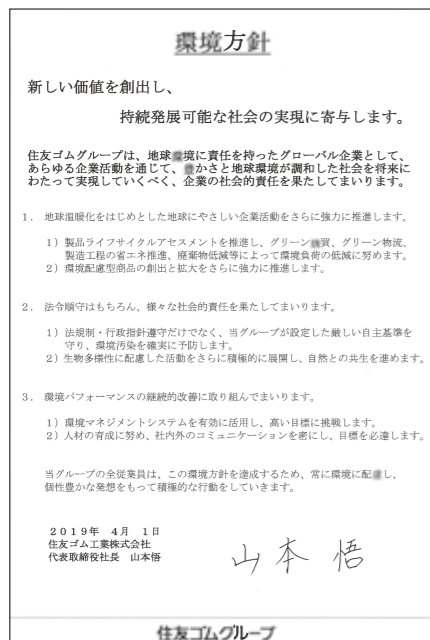 環境方針
新しい価値を創出し、
持続発展可能な社会の実現に寄与します。
住友ゴムグループは、地球境に責任を持ったグローバル企業として、
あらゆる企業活動を通じて、かさと地球環境が調和した社会を将来に
わたって実現していくべく、企業の社会的責任を果たしてまいります。
1. 地球温暖化をはじめとした地球にやさしい企業活動をさらに強力に推進します。
1）製品ライフサイクルアセスメントを推進し、グリーン質、グリーン物流、
製造工程の省エネ推進、廃棄物低減等によって環境負荷の低減に努めます。
2）環境配慮型商品の創出と拡大をさらに強力に推進します。
2. 法令順守はもちろん、様々な社会的責任を果たしてまいります。
1）法規制・行政指針遵守だけでなく、当グループが設定した厳しい自主基準を
守り、環境汚染を確実に予防します。
2）生物多様性に配慮した活動をさらに積極的に展開し、自然との共生を進めます。
3. 環境パフォーマンスの継続的改善に取り組んでまいります。
1）環境マネジメントシステムを有効に活用し、高い目標に挑戦します。
2）人材の育成に努め、社内外のコミュニケーションを密にし、目標を必達します。
当グループの全従業員は、この環境方針を達成するため、常に環境に配し、
個性豊かな発想をもって積極的な行動をしていきます。
2019年 4月 1日
住友ゴム工業株式会社
代表取締役社長 山本悟
山本 悟
住友ゴムグループ